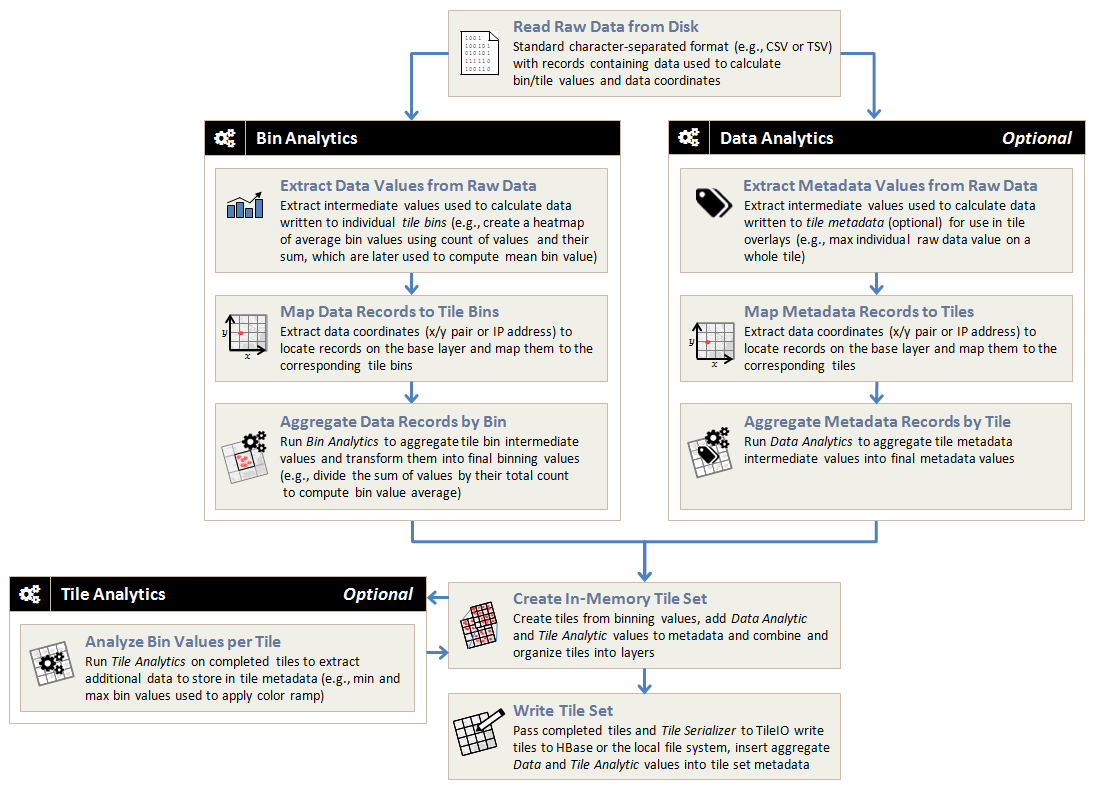 Read Raw Data from Disk
Standard character-separated format (e.g., CSV or TSV)
with records containing data used to calculate
bin/tile values and data coordinates
1001
100101
010101
111110
100110
Bin Analytics
Extract Data Values from Raw Data
Extract intermediate values used to calculate data
written to individual tile bins (e.g., create a heatmap
of average bin values using count of values and their
sum, which are later used to compute mean bin value)
y
x
Map Data Records to Tile Bins
Extract data coordinates (x/y pair or IP address) to
locate records on the base layer and map them to the
corresponding tile bins
Aggregate Data Records by Bin
Run Bin Analytics to aggregate tile bin intermediate
values and transform them into final binning values
(e.g., divide the sum of values by their total count
to compute bin value average)
Data Analytics
Optional
Extract Metadata Values from Raw Data
Extract intermediate values used to calculate data
written to tile metadata (optional) for use in tile
overlays (e.g., max individual raw data value on a
whole tile)
y
x
Map Metadata Records to Tiles
Extract data coordinates (x/y pair or IP address) to
locate records on the base layer and map them to the
corresponding tiles
Aggregate Metadata Records by Tile
Run Data Analytics to aggregate tile metadata
intermediate values into final metadata values
Tile Analytics
Optional
Analyze Bin Values per Tile
Run Tile Analytics on completed tiles to extract
additional data to store in tile metadata (e.g., min and
max bin values used to apply color ramp)
Create In-Memory Tile Set
Create tiles from binning values, add Data Analytic
and Tile Analytic values to metadata and combine and
organize tiles into layers
Write Tile Set
Pass completed tiles and Tile Serializer to TileIO write
tiles to HBase or the local file system, insert aggregate
Data and Tile Analytic values into tile set metadata